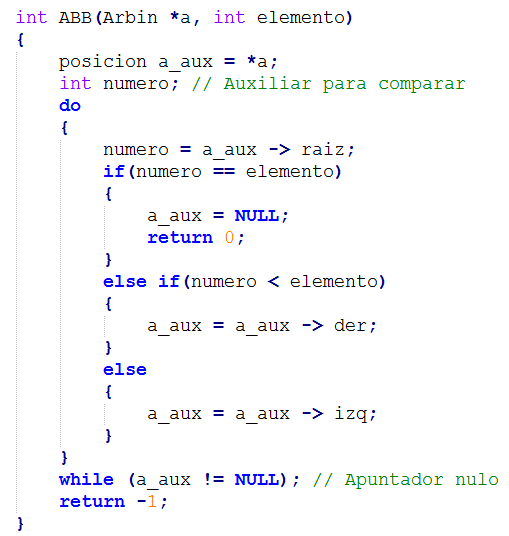 int ABB(Arbin *a, int elemento)
{
    posicion a_aux = *a;
    int numero; // Auxiliar para comparar
    do
    {
        numero = a_aux -> raiz;
        if(numero == elemento)
        {
            a_aux = NULL;
            return 0;
        }
        else if(numero < elemento)
        {
            a_aux = a_aux -> der;
        }
        else
        {
            a_aux = a_aux -> izq;
        }
    }
    while (a_aux != NULL); // Apuntador nulo
    return -1;
}